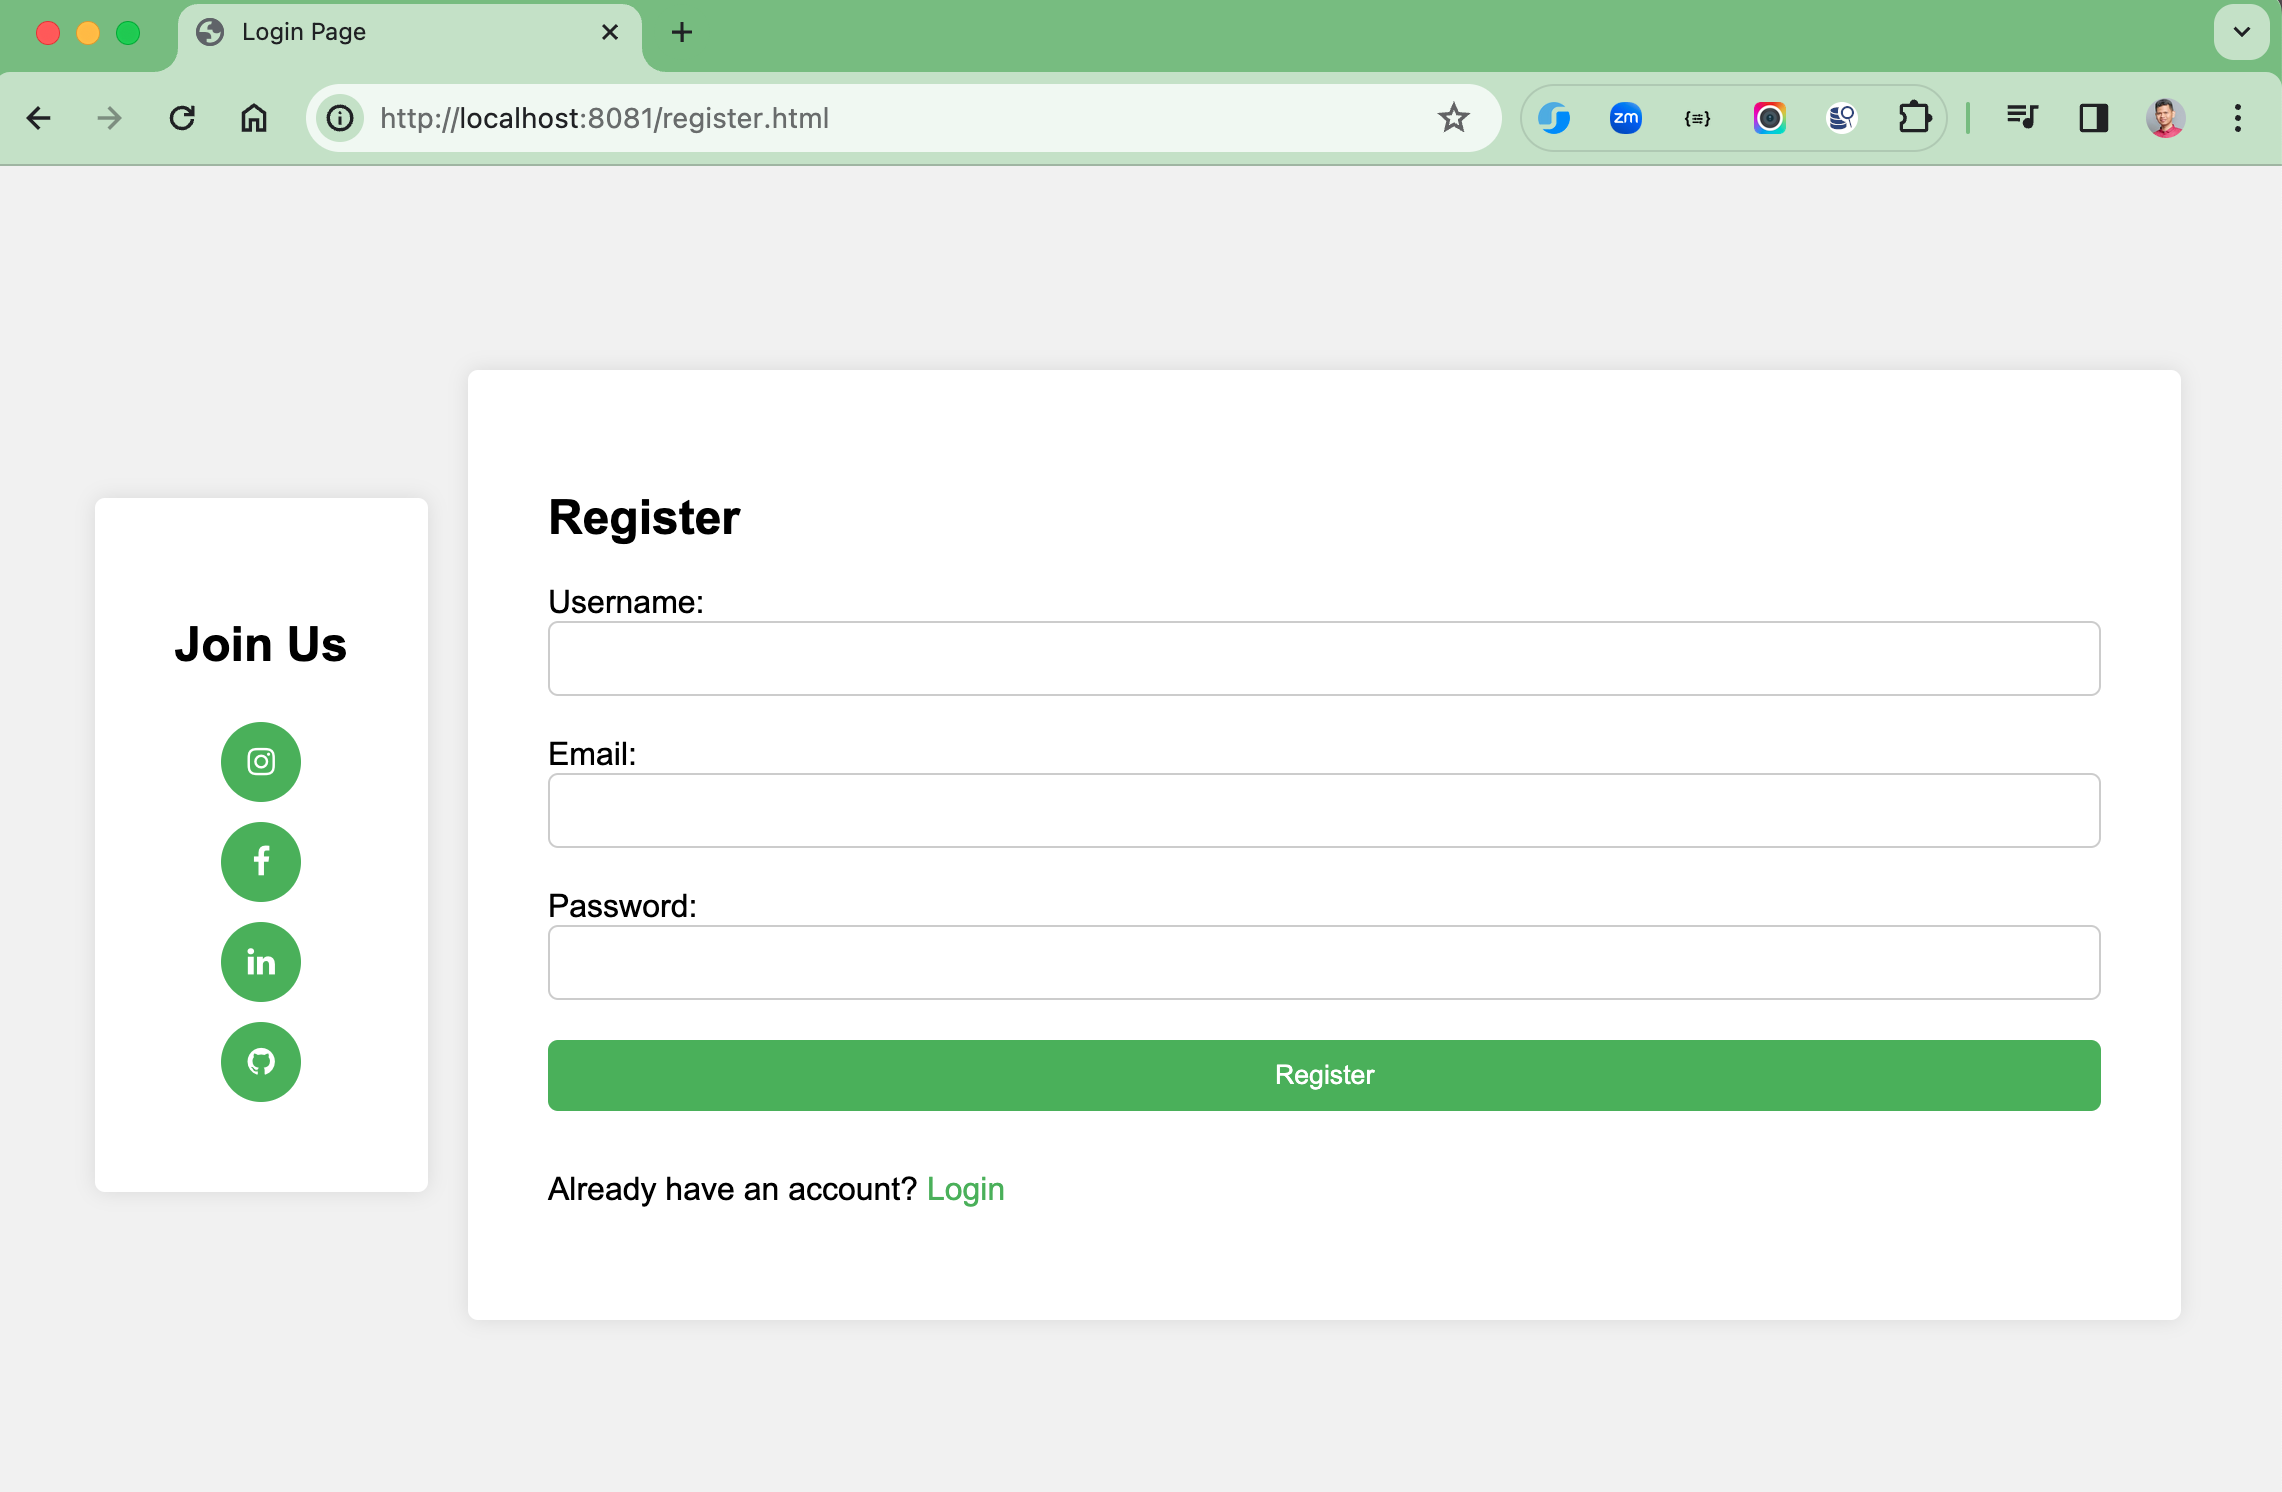 Login Page
http://localhost:8081/register.html
zm
{≡}
Join Us
in
Register
Username:
Email:
Password:
Register
Already have an account? Login